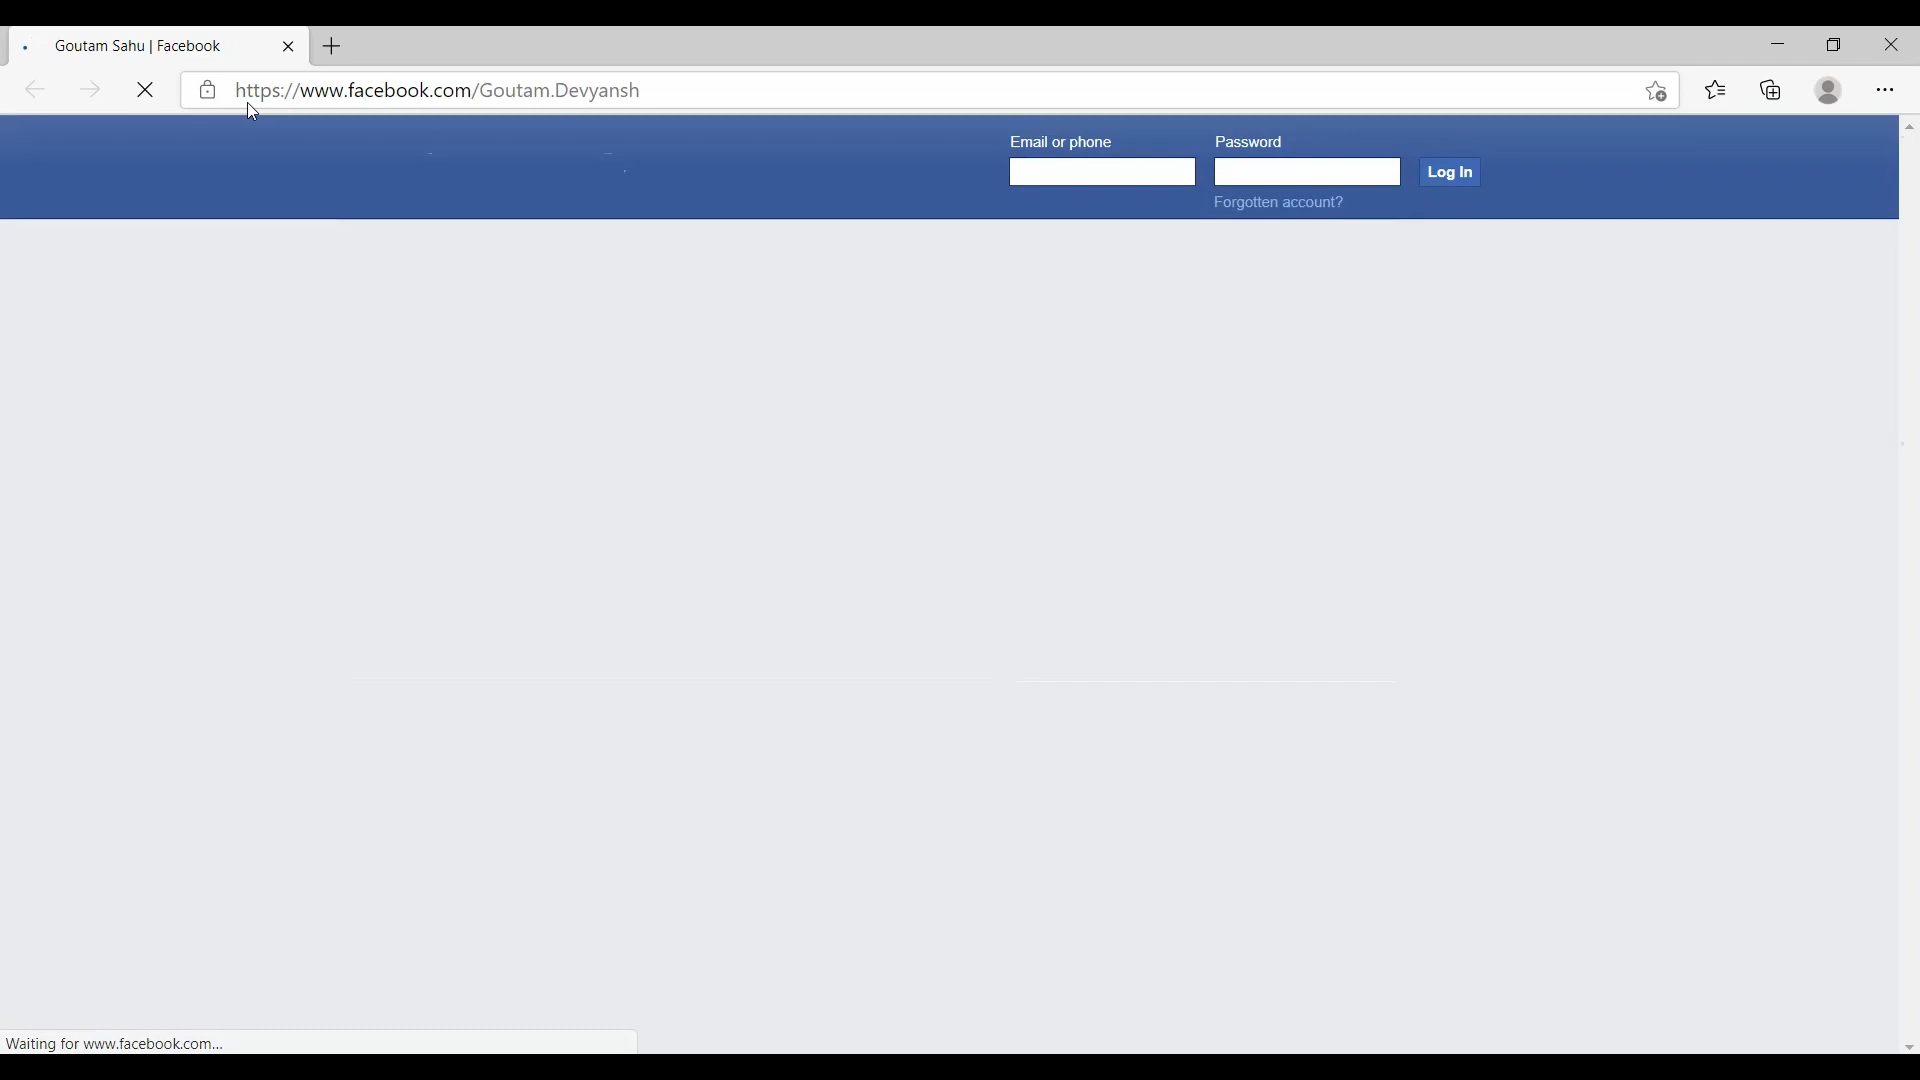 Goutam Sahu | Facebook
https://www.facebook.com/Goutam.Devyansh
Email or phone
Password
Log In
Forgotten account?
Waiting for www.facebook.com...